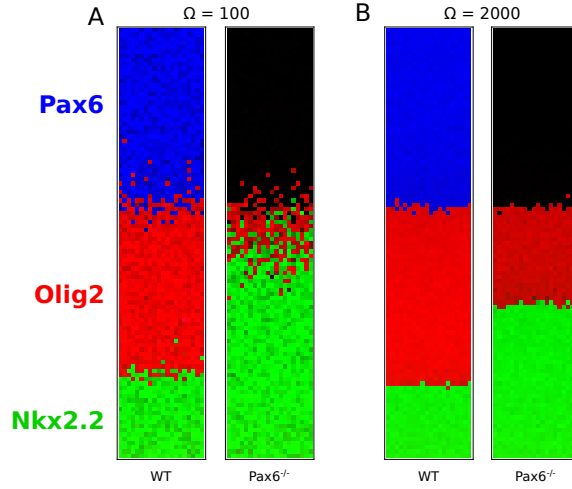 A
Ω = 100
B
Ω = 2000
Pax6
Olig2
Nkx2.2
WT
Pax6-/-
WT
Pax6-/-